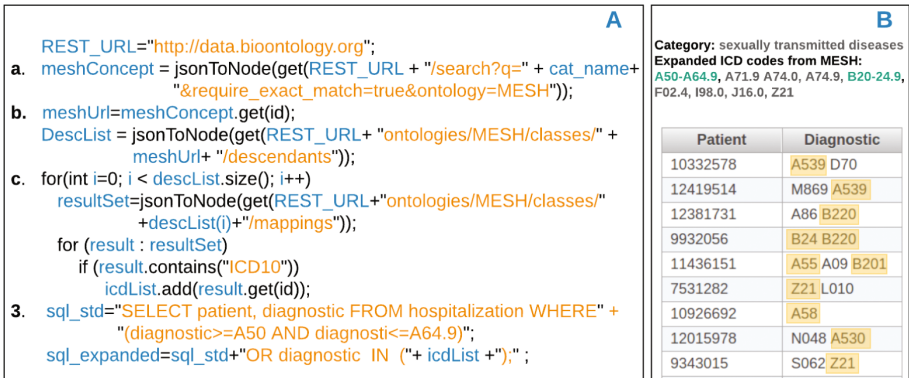 A
REST_URL="http://data.bioontology.org";
a. meshConcept = jsonToNode(get(REST_URL + "/search?q=" + cat_name+
"&require_exact_match=true&ontology=MESH"));
b. meshUrl=meshConcept.get(id);
DescList = jsonToNode(get(REST_URL+ "ontologies/MESH/classes/" +
meshUrl+ "/descendants"));
c. for(int i=0; i < descList.size(); i++)
resultSet=jsonToNode(get(REST_URL+"ontologies/MESH/classes/"
+descList(i)+"/mappings"));
for (result : resultSet)
if (result.contains("ICD10"))
icdList.add(result.get(id));
3. sql_std="SELECT patient, diagnostic FROM hospitalization WHERE" +
"(diagnostic>=A50 AND diagnosti<=A64.9)";
sql_expanded=sql_std+"OR diagnostic IN ("+ icdList +");" ;
B
Category: sexually transmitted diseases
Expanded ICD codes from MESH:
A50-A64.9, A71.9 A74.0, A74.9, B20-24.9,
F02.4, I98.0, J16.0, Z21
Patient Diagnostic
10332578 A539 D70
12419514 M869 A539
12381731 A86 B220
9932056 B24 B220
11436151 A55 A09 B201
7531282 Z21 L010
10926692 A58
12015978 N048 A530
9343015 S062 Z21